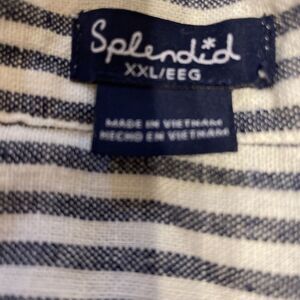 Splendid
XXL/EEG
MADE IN VIETNAM
HECHO EN VIETNAM